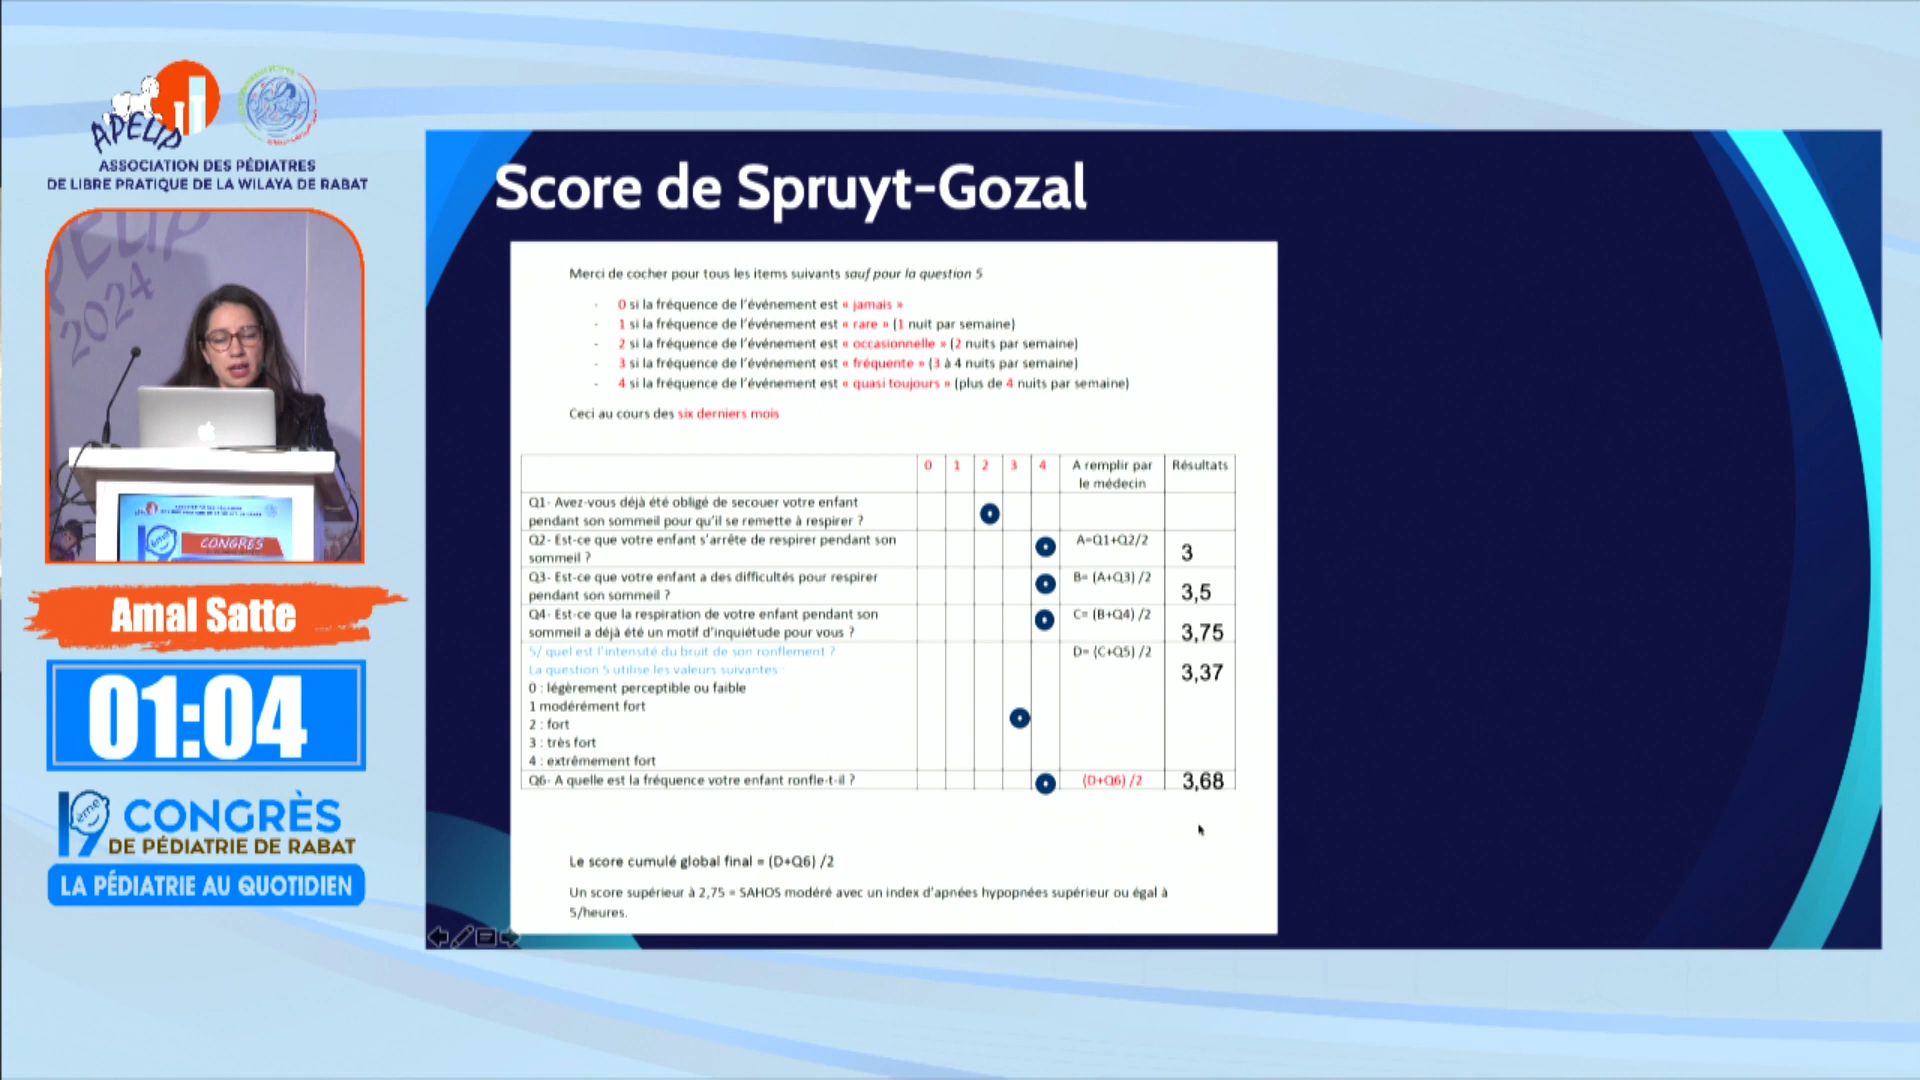 APELIP
ASSOCIATION DES PÉDIATRES
DE LIBRE PRATIQUE DE LA WILAYA DE RABAT
2024
CONGRÈS
Amal Satte
01:04
19ème CONGRÈS
DE PÉDIATRIE DE RABAT
LA PÉDIATRIE AU QUOTIDIEN
Score de Spruyt-Gozal
Merci de cocher pour tous les items suivants sauf pour la question 5
- 0 si la fréquence de l'événement est « jamais »
- 1 si la fréquence de l'événement est « rare » (1 nuit par semaine)
- 2 si la fréquence de l'événement est « occasionnelle » (2 nuits par semaine)
- 3 si la fréquence de l'événement est « fréquente » (3 à 4 nuits par semaine)
- 4 si la fréquence de l'événement est « quasi toujours » (plus de 4 nuits par semaine)
Ceci au cours des six derniers mois
0 1 2 3 4 A remplir par le médecin Résultats
Q1- Avez-vous déjà été obligé de secouer votre enfant
pendant son sommeil pour qu'il se remette à respirer ?
Q2- Est-ce que votre enfant s'arrête de respirer pendant son A=Q1+Q2/2 3
sommeil ?
Q3- Est-ce que votre enfant a des difficultés pour respirer B= (A+Q3) /2 3,5
pendant son sommeil ?
Q4- Est-ce que la respiration de votre enfant pendant son C= (B+Q4) /2 3,75
sommeil a déjà été un motif d'inquiétude pour vous ?
5/ quel est l'intensité du bruit de son ronflement ? D= (C+Q5) /2 3,37
La question 5 utilise les valeurs suivantes :
0 : légèrement perceptible ou faible
1 modérément fort
2 : fort
3 : très fort
4 : extrêmement fort
Q6- A quelle est la fréquence votre enfant ronfle-t-il ? (D+Q6) /2 3,68
Le score cumulé global final = (D+Q6) /2
Un score supérieur à 2,75 = SAHOS modéré avec un index d'apnées hypopnées supérieur ou égal à
5/heures.